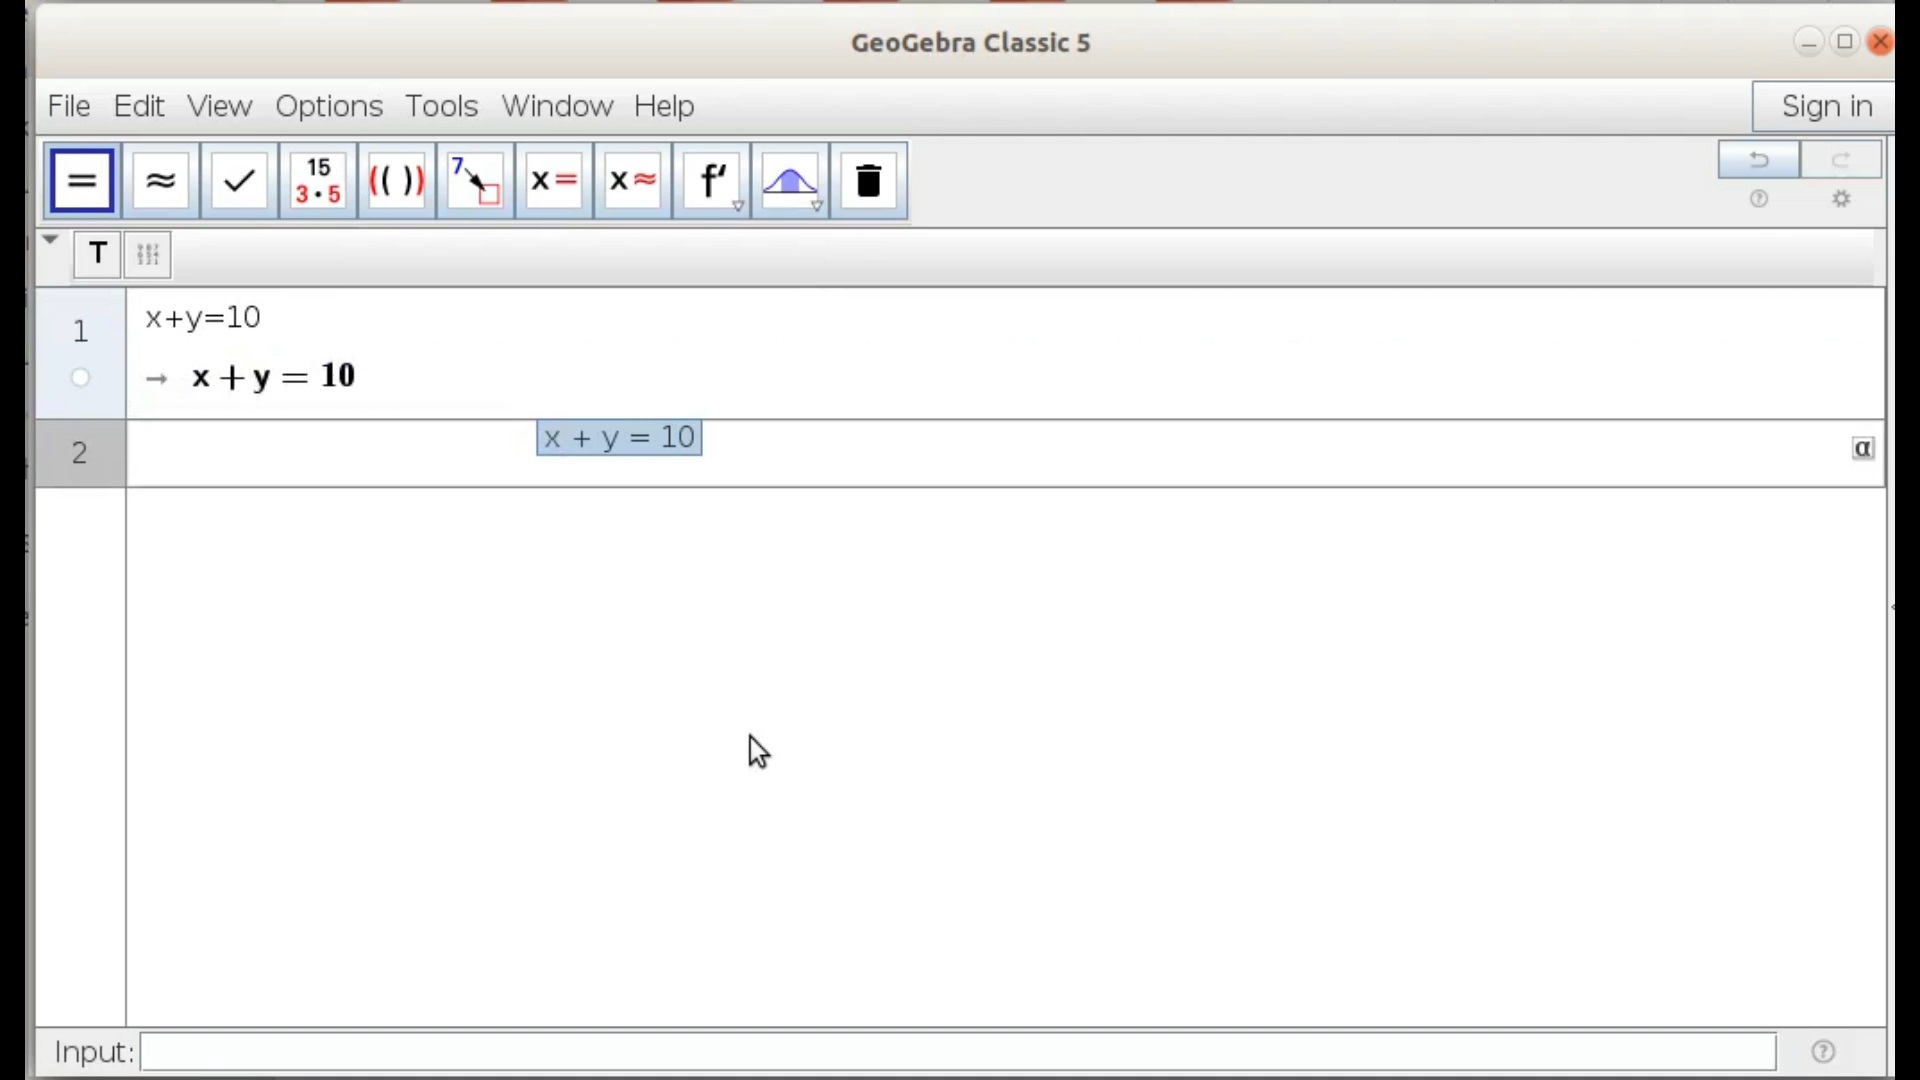 GeoGebra Classic 5
File Edit View Options Tools Window Help
Sign in
= ≈ ✓ 15 3·5 (( )) 7 x= x≈ f′
T
1
x+y=10
→ x + y = 10
2
x + y = 10
α
Input: